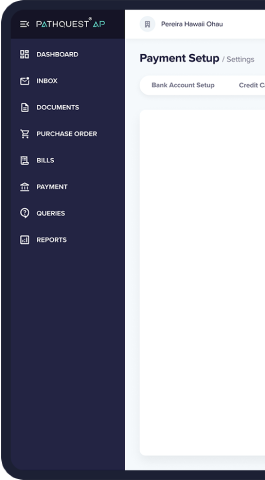 PATHQUEST AP
Pereira Hawaii Ohau
DASHBOARD
Payment Setup / Settings
INBOX
Bank Account Setup Credit C
DOCUMENTS
PURCHASE ORDER
BILLS
PAYMENT
QUERIES
REPORTS